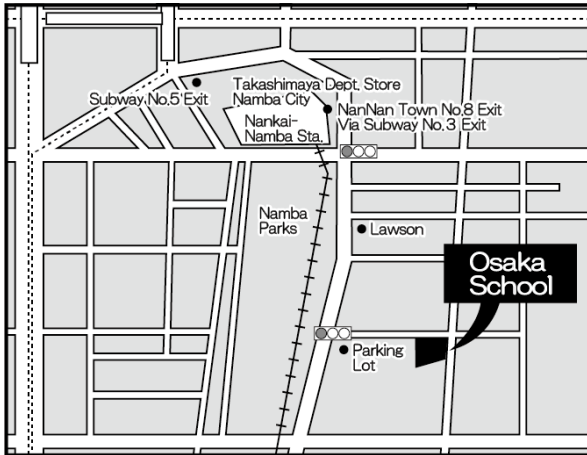 Takashimaya Dept. Store
Subway No.5 Exit
Namba City
NanNan Town No.8 Exit
Via Subway No.3 Exit
Nankai-
Namba Sta.
Namba
Parks
Lawson
Osaka
School
Parking
Lot